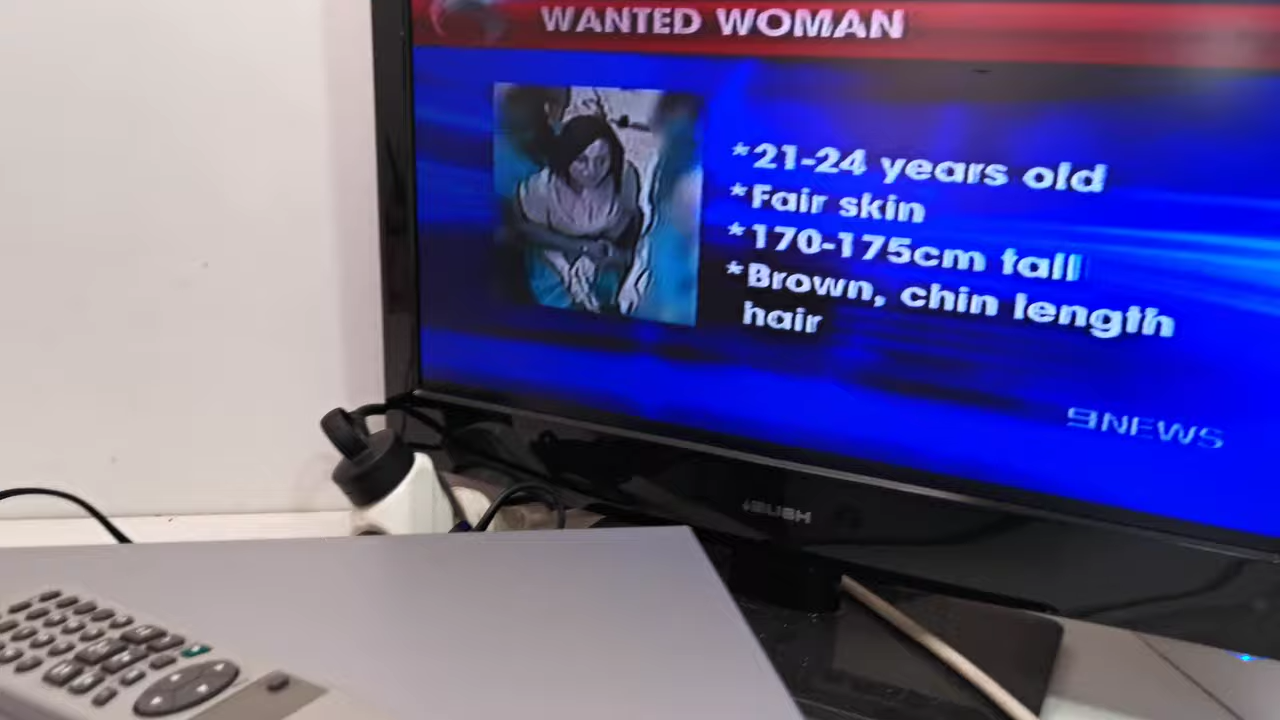 WANTED WOMAN
*21-24 years old
*Fair skin
*170-175cm tall
*Brown, chin length
hair
9NEWS
BUSH